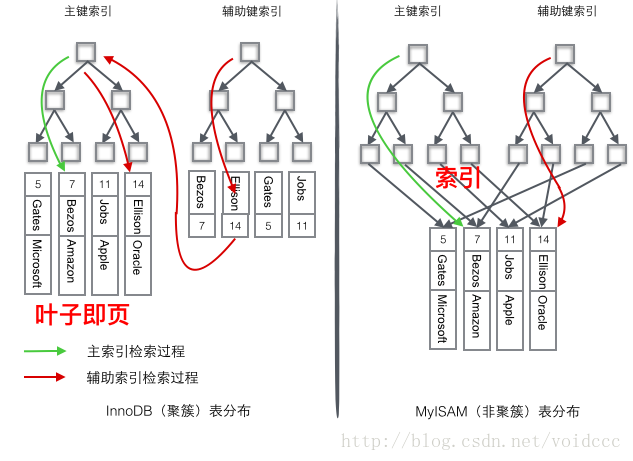 主键索引
辅助键索引
主键索引
辅助键索引
5
7
11
14
Gates
Bezos
Jobs
Ellison
Microsoft
Amazon
Apple
Oracle
Bezos
Ellison
Gates
Jobs
7
14
5
11
索引
5
7
11
14
Gates
Bezos
Jobs
Ellison
Microsoft
Amazon
Apple
Oracle
叶子即页
主索引检索过程
辅助索引检索过程
InnoDB（聚簇）表分布
MyISAM（非聚簇）表分布
http://blog.csdn.net/voidccc